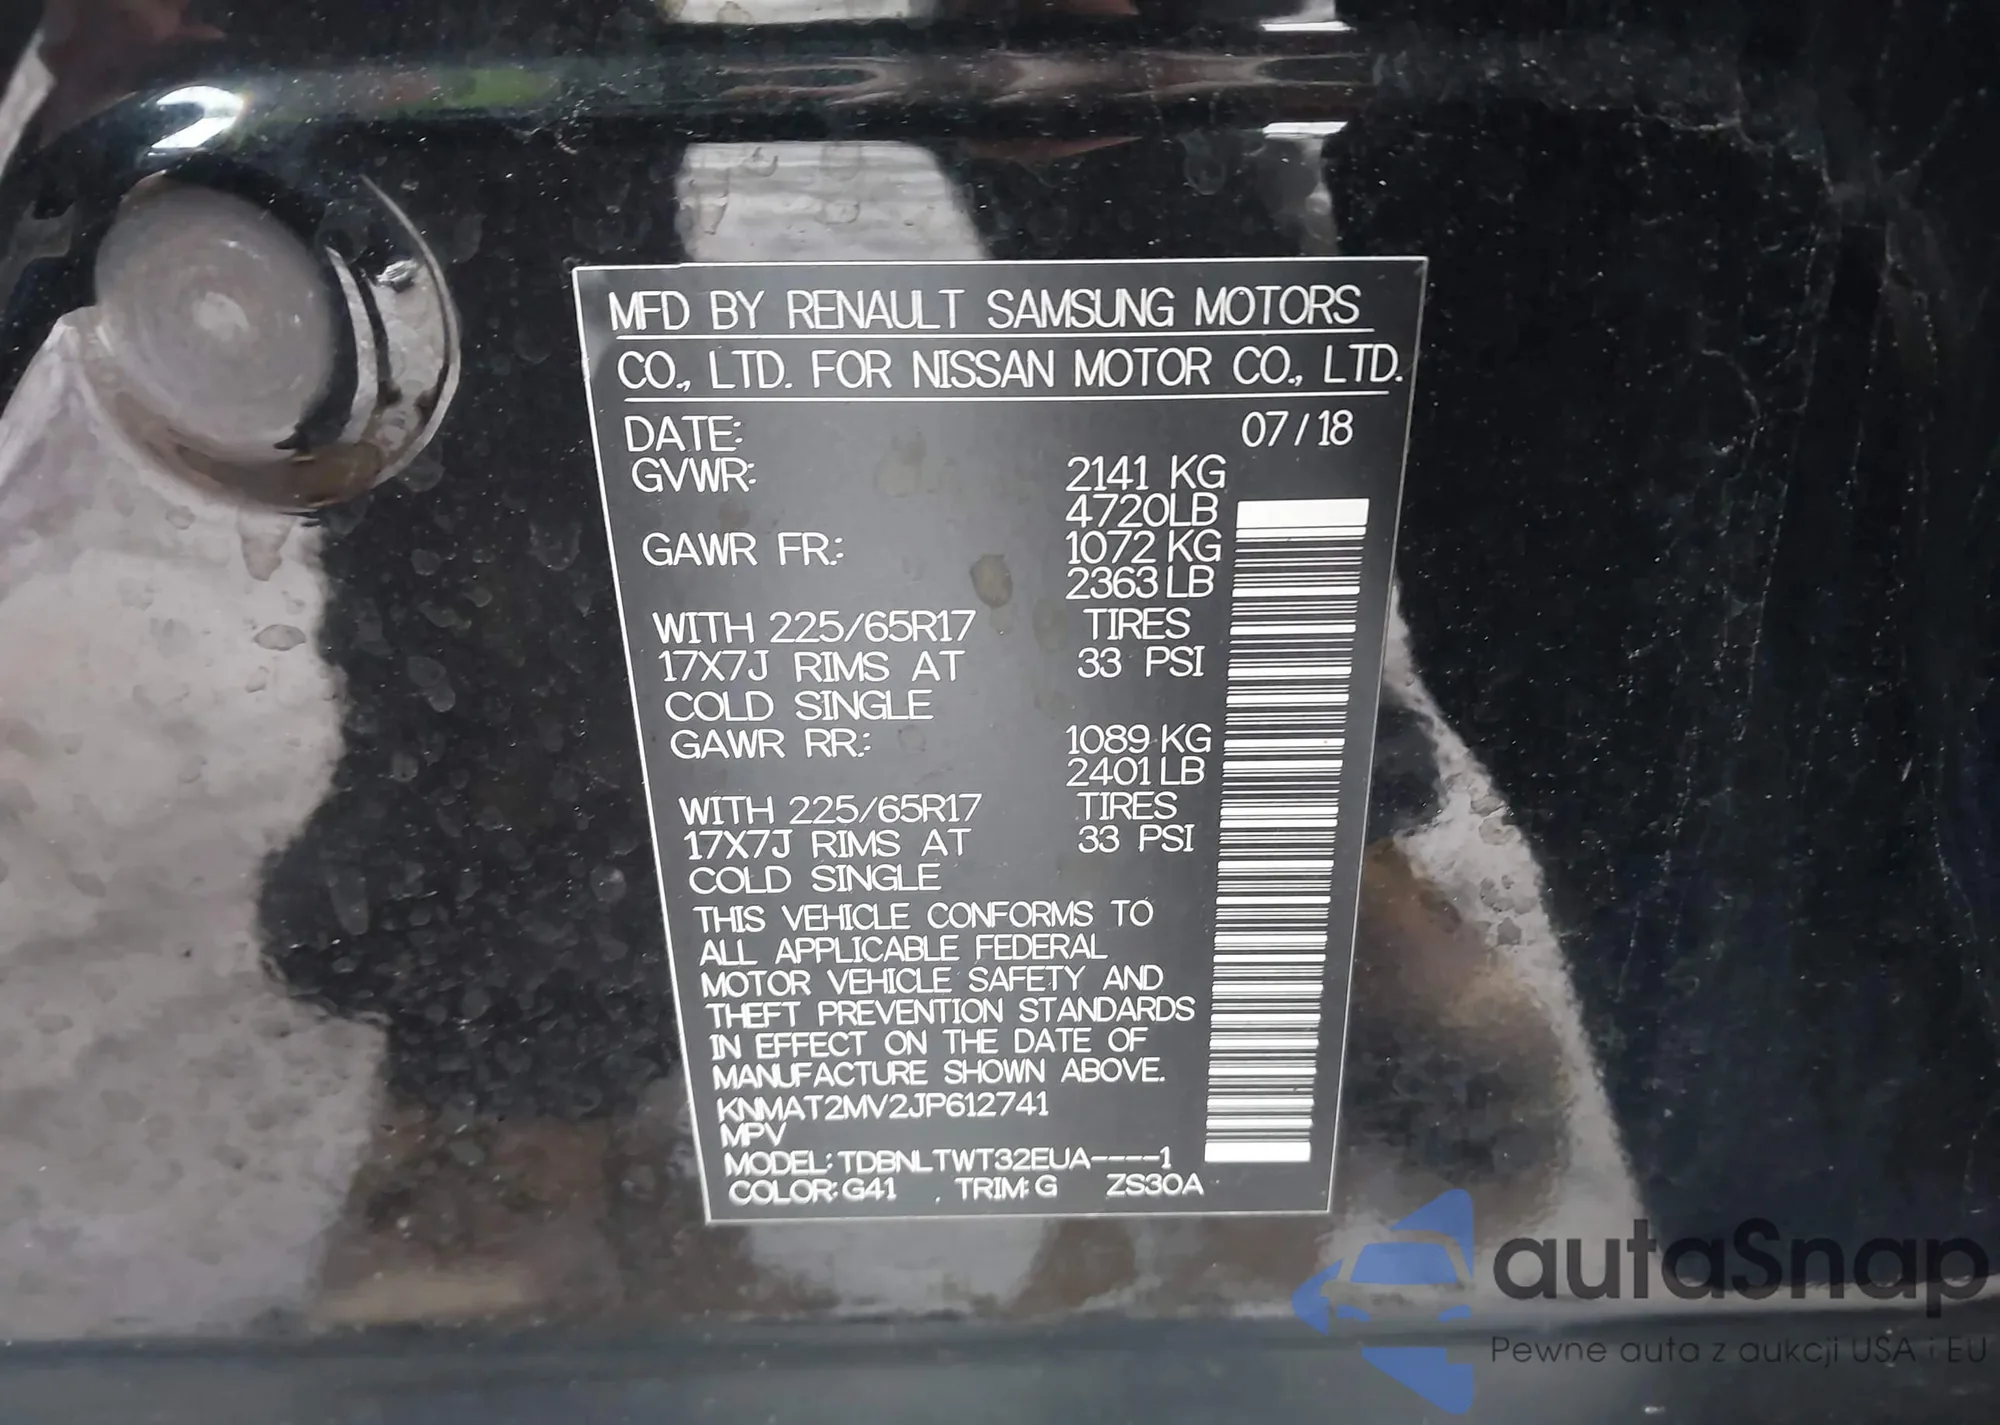 MFD BY RENAULT SAMSUNG MOTORS
CO., LTD. FOR NISSAN MOTOR CO., LTD.
DATE: 07/18
GVWR: 2141 KG
4720LB
GAWR FR.: 1072 KG
2363LB
WITH 225/65R17 TIRES
17X7J RIMS AT 33 PSI
COLD SINGLE
GAWR RR.: 1089 KG
2401LB
WITH 225/65R17 TIRES
17X7J RIMS AT 33 PSI
COLD SINGLE
THIS VEHICLE CONFORMS TO
ALL APPLICABLE FEDERAL
MOTOR VEHICLE SAFETY AND
THEFT PREVENTION STANDARDS
IN EFFECT ON THE DATE OF
MANUFACTURE SHOWN ABOVE.
KNMAT2MV2JP612741
MPV
MODEL: TDBNLTWT32EUA----1
COLOR: G41 , TRIM: G ZS30A
autaSnap
Pewne auta z aukcji USA i EU